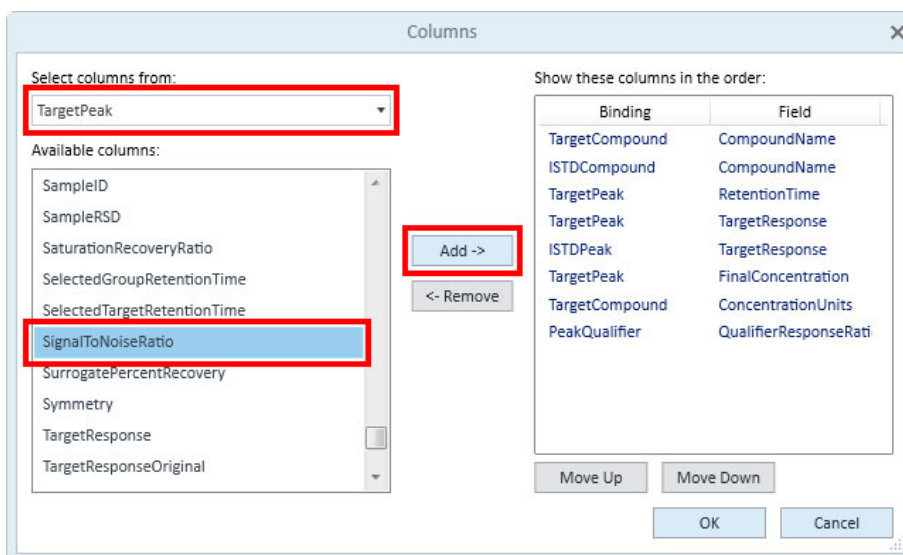 Columns
Select columns from:
TargetPeak
Available columns:
SampleID
SampleRSD
SaturationRecoveryRatio
SelectedGroupRetentionTime
SelectedTargetRetentionTime
SignalToNoiseRatio
SurrogatePercentRecovery
Symmetry
TargetResponse
TargetResponseOriginal
Add ->
<- Remove
Show these columns in the order:
Binding Field
TargetCompound CompoundName
ISTDCompound CompoundName
TargetPeak RetentionTime
TargetPeak TargetResponse
ISTDPeak TargetResponse
TargetPeak FinalConcentration
TargetCompound ConcentrationUnits
PeakQualifier QualifierResponseRati
Move Up Move Down
OK Cancel